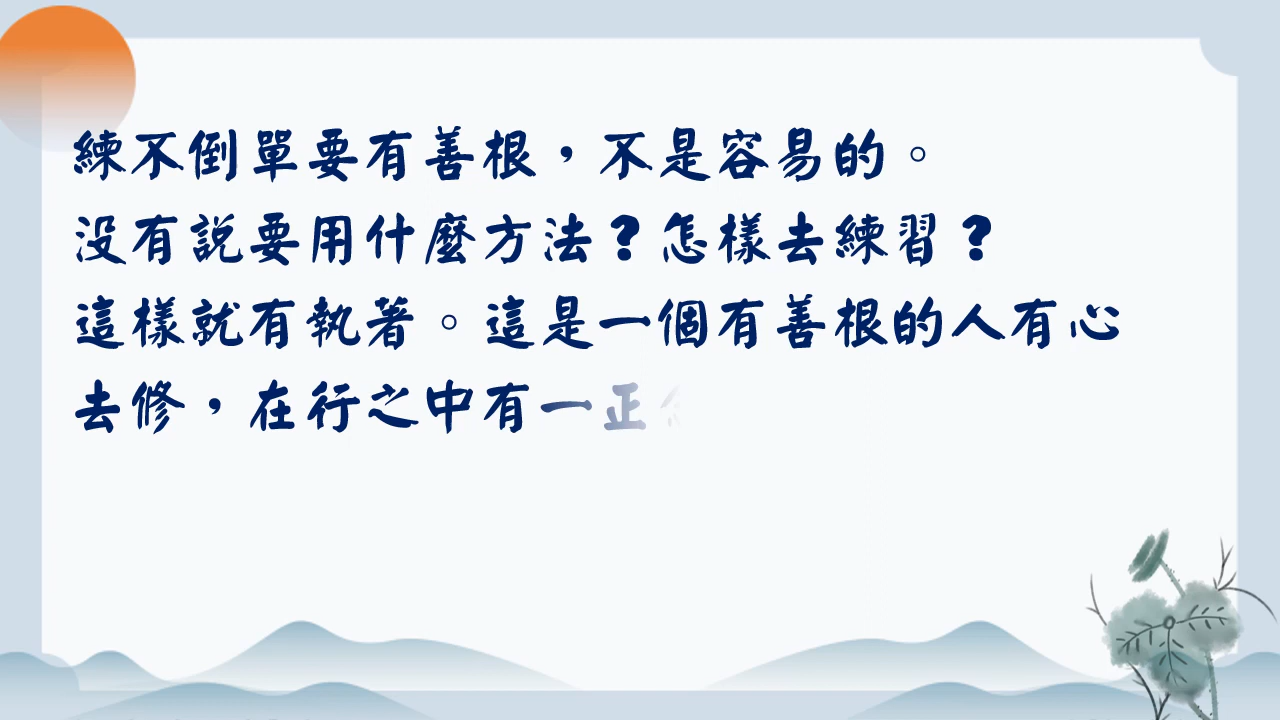 練不倒單要有善根，不是容易的。
没有説要用什麼方法？怎樣去練習？
這樣就有執著。這是一個有善根的人有心
去修，在行之中有一正